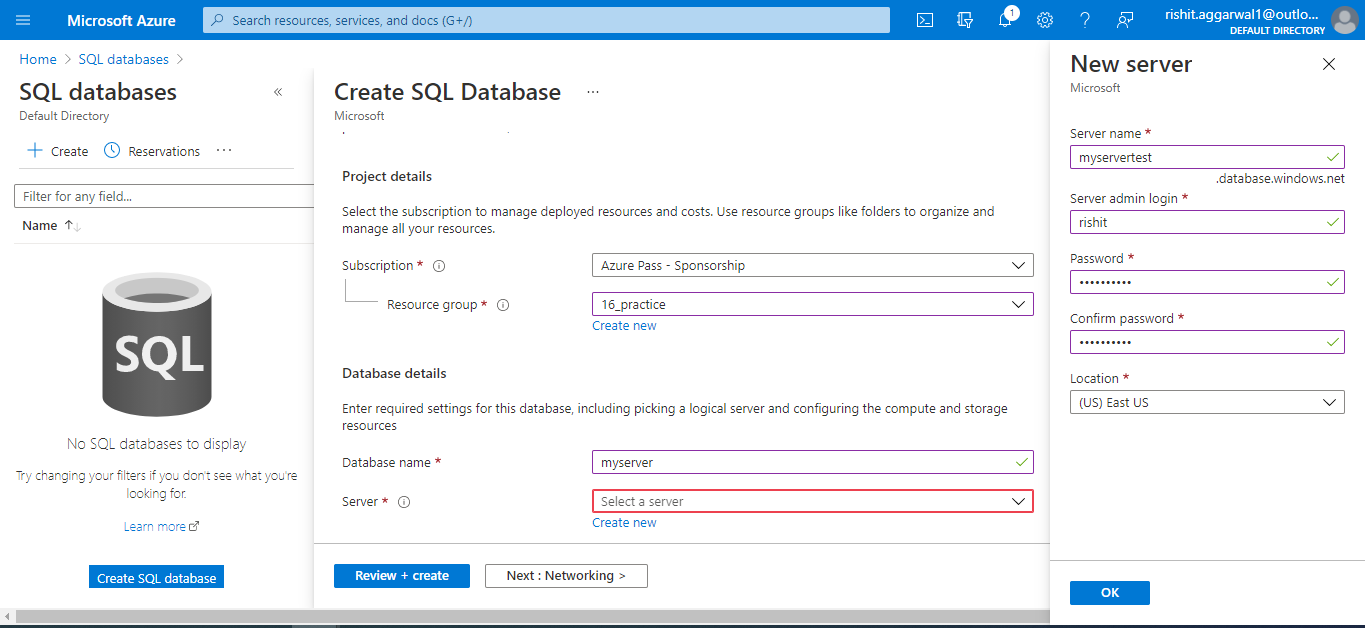 Microsoft Azure
Search resources, services, and docs (G+/)
1
rishit.aggarwal1@outlo...
DEFAULT DIRECTORY
Home > SQL databases >
SQL databases
«
Default Directory
+ Create
Reservations
...
Filter for any field...
Name ↑↓
SQL
No SQL databases to display
Try changing your filters if you don't see what you're
looking for.
Learn more
Create SQL database
Create SQL Database
...
Microsoft
Project details
Select the subscription to manage deployed resources and costs. Use resource groups like folders to organize and
manage all your resources.
Subscription *
Azure Pass - Sponsorship
Resource group *
16_practice
Create new
Database details
Enter required settings for this database, including picking a logical server and configuring the compute and storage
resources
Database name *
myserver
Server *
Select a server
Create new
Review + create
Next : Networking >
New server
Microsoft
Server name *
myservertest
.database.windows.net
Server admin login *
rishit
Password *
••••••••••
Confirm password *
••••••••••
Location *
(US) East US
OK